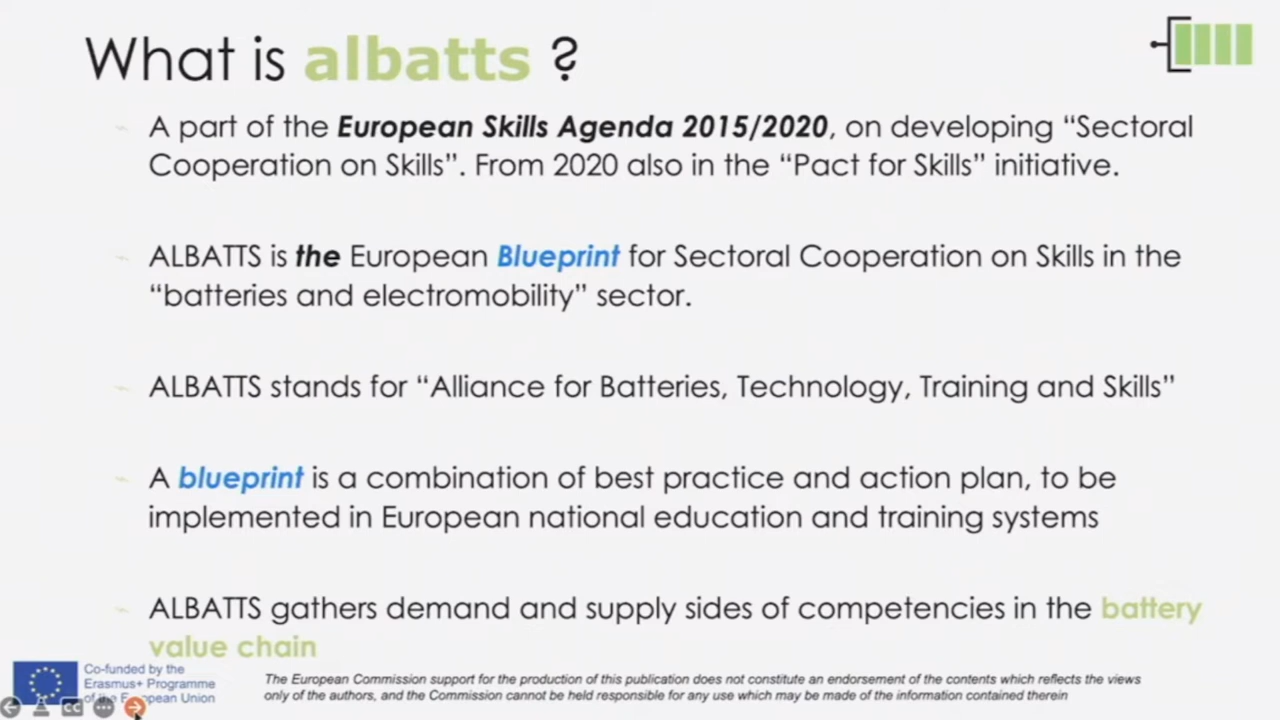 What is albatts ?
A part of the European Skills Agenda 2015/2020, on developing “Sectoral
Cooperation on Skills”. From 2020 also in the “Pact for Skills” initiative.
ALBATTS is the European Blueprint for Sectoral Cooperation on Skills in the
“batteries and electromobility” sector.
ALBATTS stands for “Alliance for Batteries, Technology, Training and Skills”
A blueprint is a combination of best practice and action plan, to be
implemented in European national education and training systems
ALBATTS gathers demand and supply sides of competencies in the battery
value chain
Co-funded by the
Erasmus+ Programme
of the European Union
The European Commission support for the production of this publication does not constitute an endorsement of the contents which reflects the views
only of the authors, and the Commission cannot be held responsible for any use which may be made of the information contained therein
CC